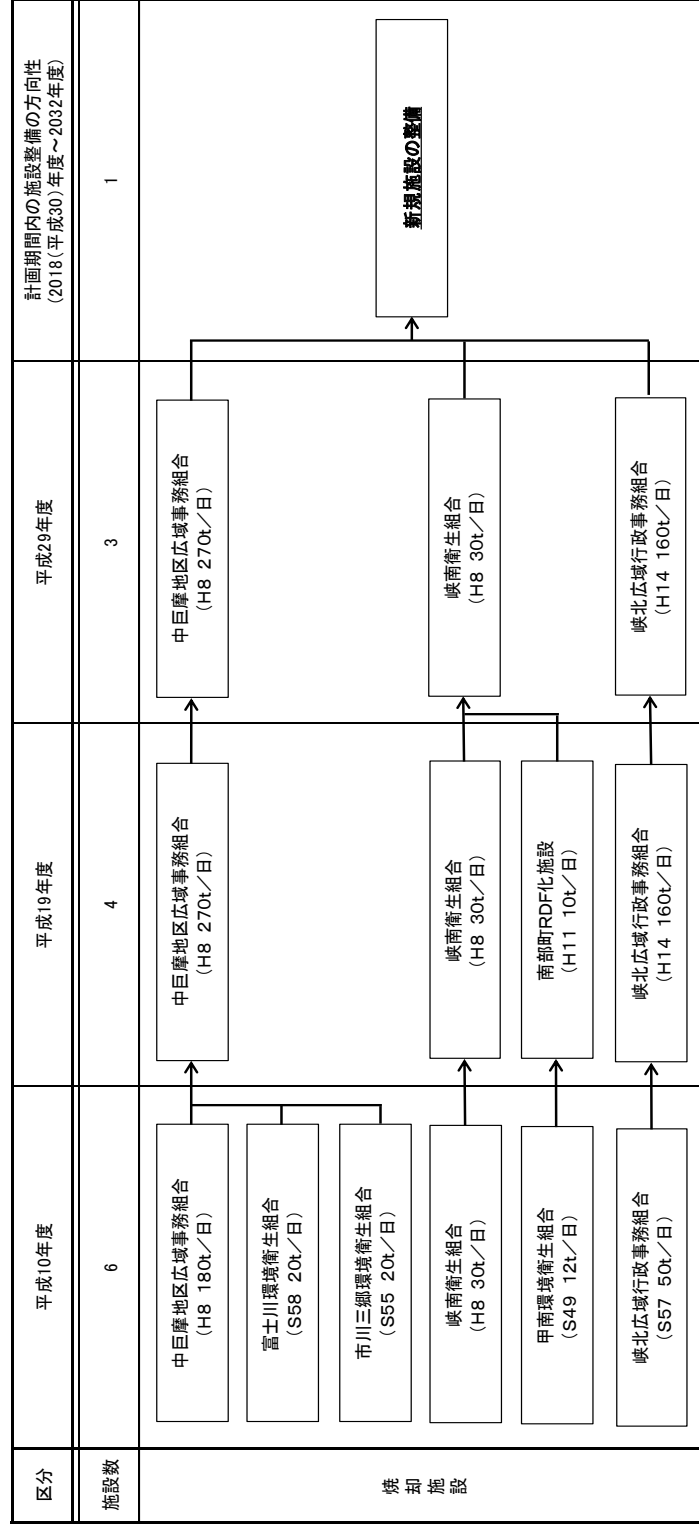 区分
平成10年度
平成19年度
平成29年度
計画期間内の施設整備の方向性
(2018(平成30)年度～2032年度)
施設数
6
4
3
1
焼却施設
中巨摩地区広域事務組合
(H8 180t／日)
富士川環境衛生組合
(S58 20t／日)
市川三郷環境衛生組合
(S55 20t／日)
峡南衛生組合
(H8 30t／日)
甲南環境衛生組合
(S49 12t／日)
峡北広域行政事務組合
(S57 50t／日)
中巨摩地区広域事務組合
(H8 270t／日)
峡南衛生組合
(H8 30t／日)
南部町RDF化施設
(H11 10t／日)
峡北広域行政事務組合
(H14 160t／日)
中巨摩地区広域事務組合
(H8 270t／日)
峡南衛生組合
(H8 30t／日)
峡北広域行政事務組合
(H14 160t／日)
新規施設の整備